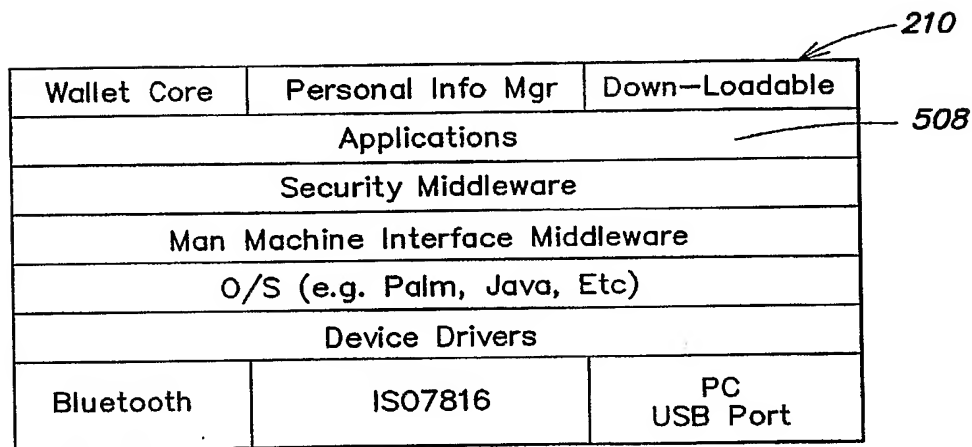 210
Wallet Core Personal Info Mgr Down-Loadable
Applications 508
Security Middleware
Man Machine Interface Middleware
O/S (e.g. Palm, Java, Etc)
Device Drivers
Bluetooth ISO7816 PC
USB Port